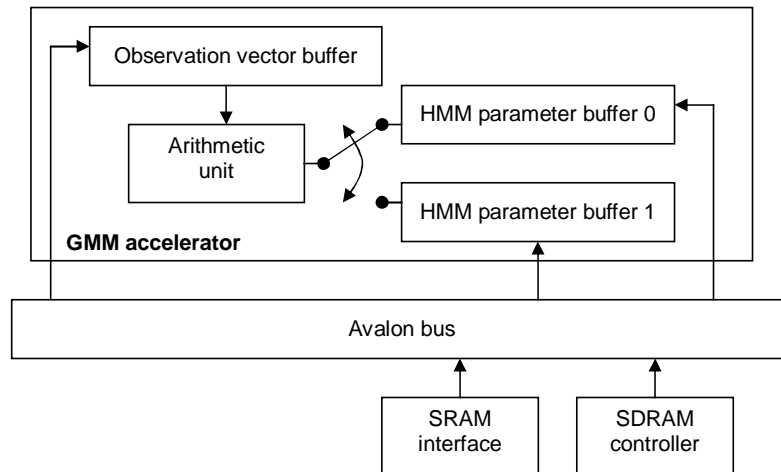 Observation vector buffer
HMM parameter buffer 0
Arithmetic
unit
HMM parameter buffer 1
GMM accelerator
Avalon bus
SRAM
interface
SDRAM
controller